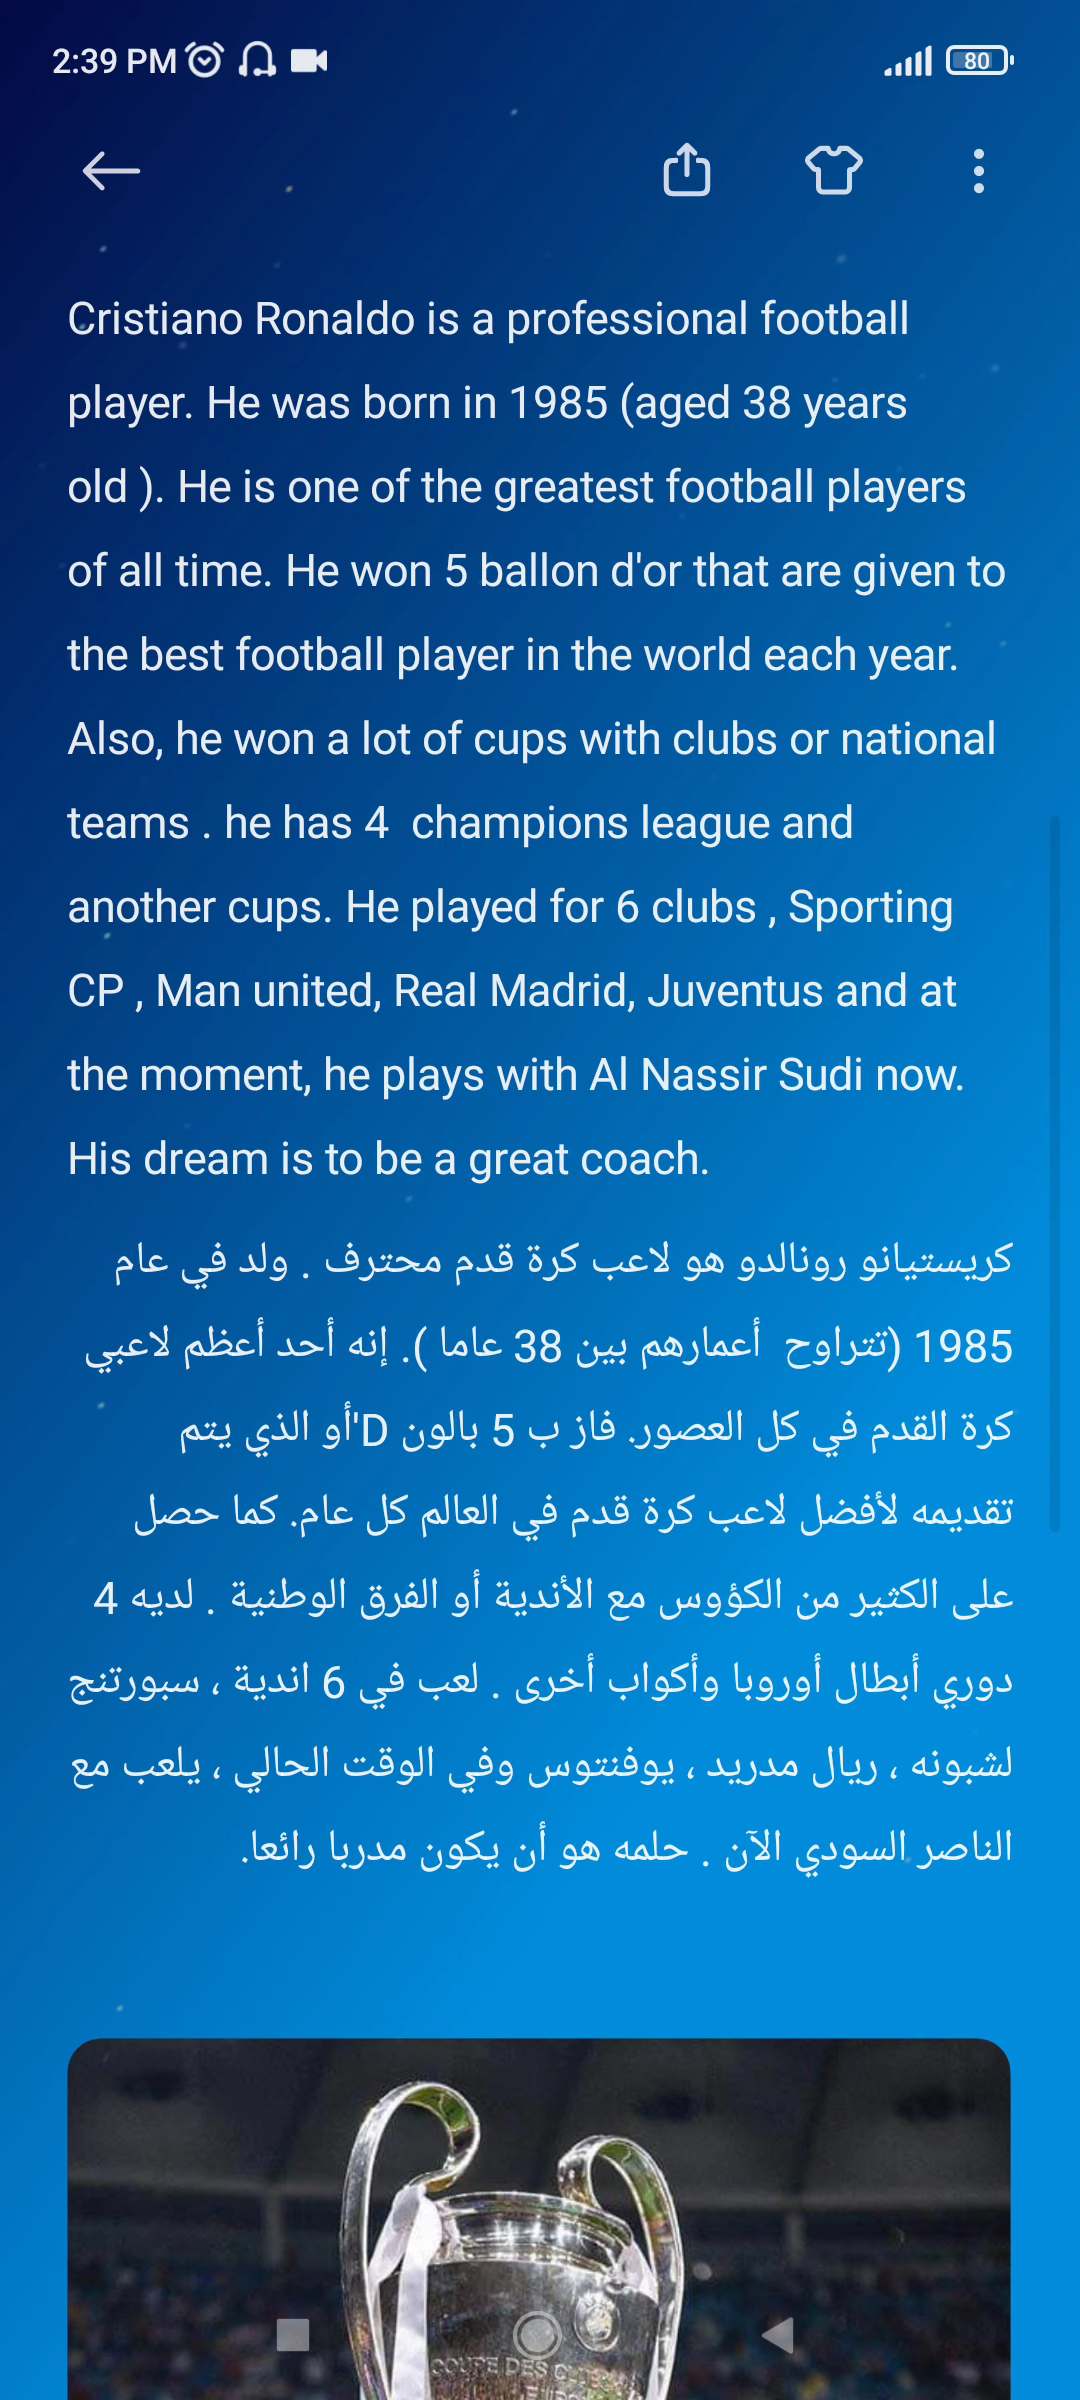 2:39 PM
80
Cristiano Ronaldo is a professional football
player. He was born in 1985 (aged 38 years
old ). He is one of the greatest football players
of all time. He won 5 ballon d'or that are given to
the best football player in the world each year.
Also, he won a lot of cups with clubs or national
teams . he has 4  champions league and
another cups. He played for 6 clubs , Sporting
CP , Man united, Real Madrid, Juventus and at
the moment, he plays with Al Nassir Sudi now.
His dream is to be a great coach.
كريستيانو رونالدو هو لاعب كرة قدم محترف . ولد في عام
1985 (تتراوح  أعمارهم بين 38 عاما ). إنه أحد أعظم لاعبي
كرة القدم في كل العصور. فاز ب 5 بالون D'أو الذي يتم
تقديمه لأفضل لاعب كرة قدم في العالم كل عام. كما حصل
على الكثير من الكؤوس مع الأندية أو الفرق الوطنية . لديه 4
دوري أبطال أوروبا وأكواب أخرى . لعب في 6 اندية ، سبورتنج
لشبونه ، ريال مدريد ، يوفنتوس وفي الوقت الحالي ، يلعب مع
الناصر السودي الآن . حلمه هو أن يكون مدربا رائعا.
COUPE DES